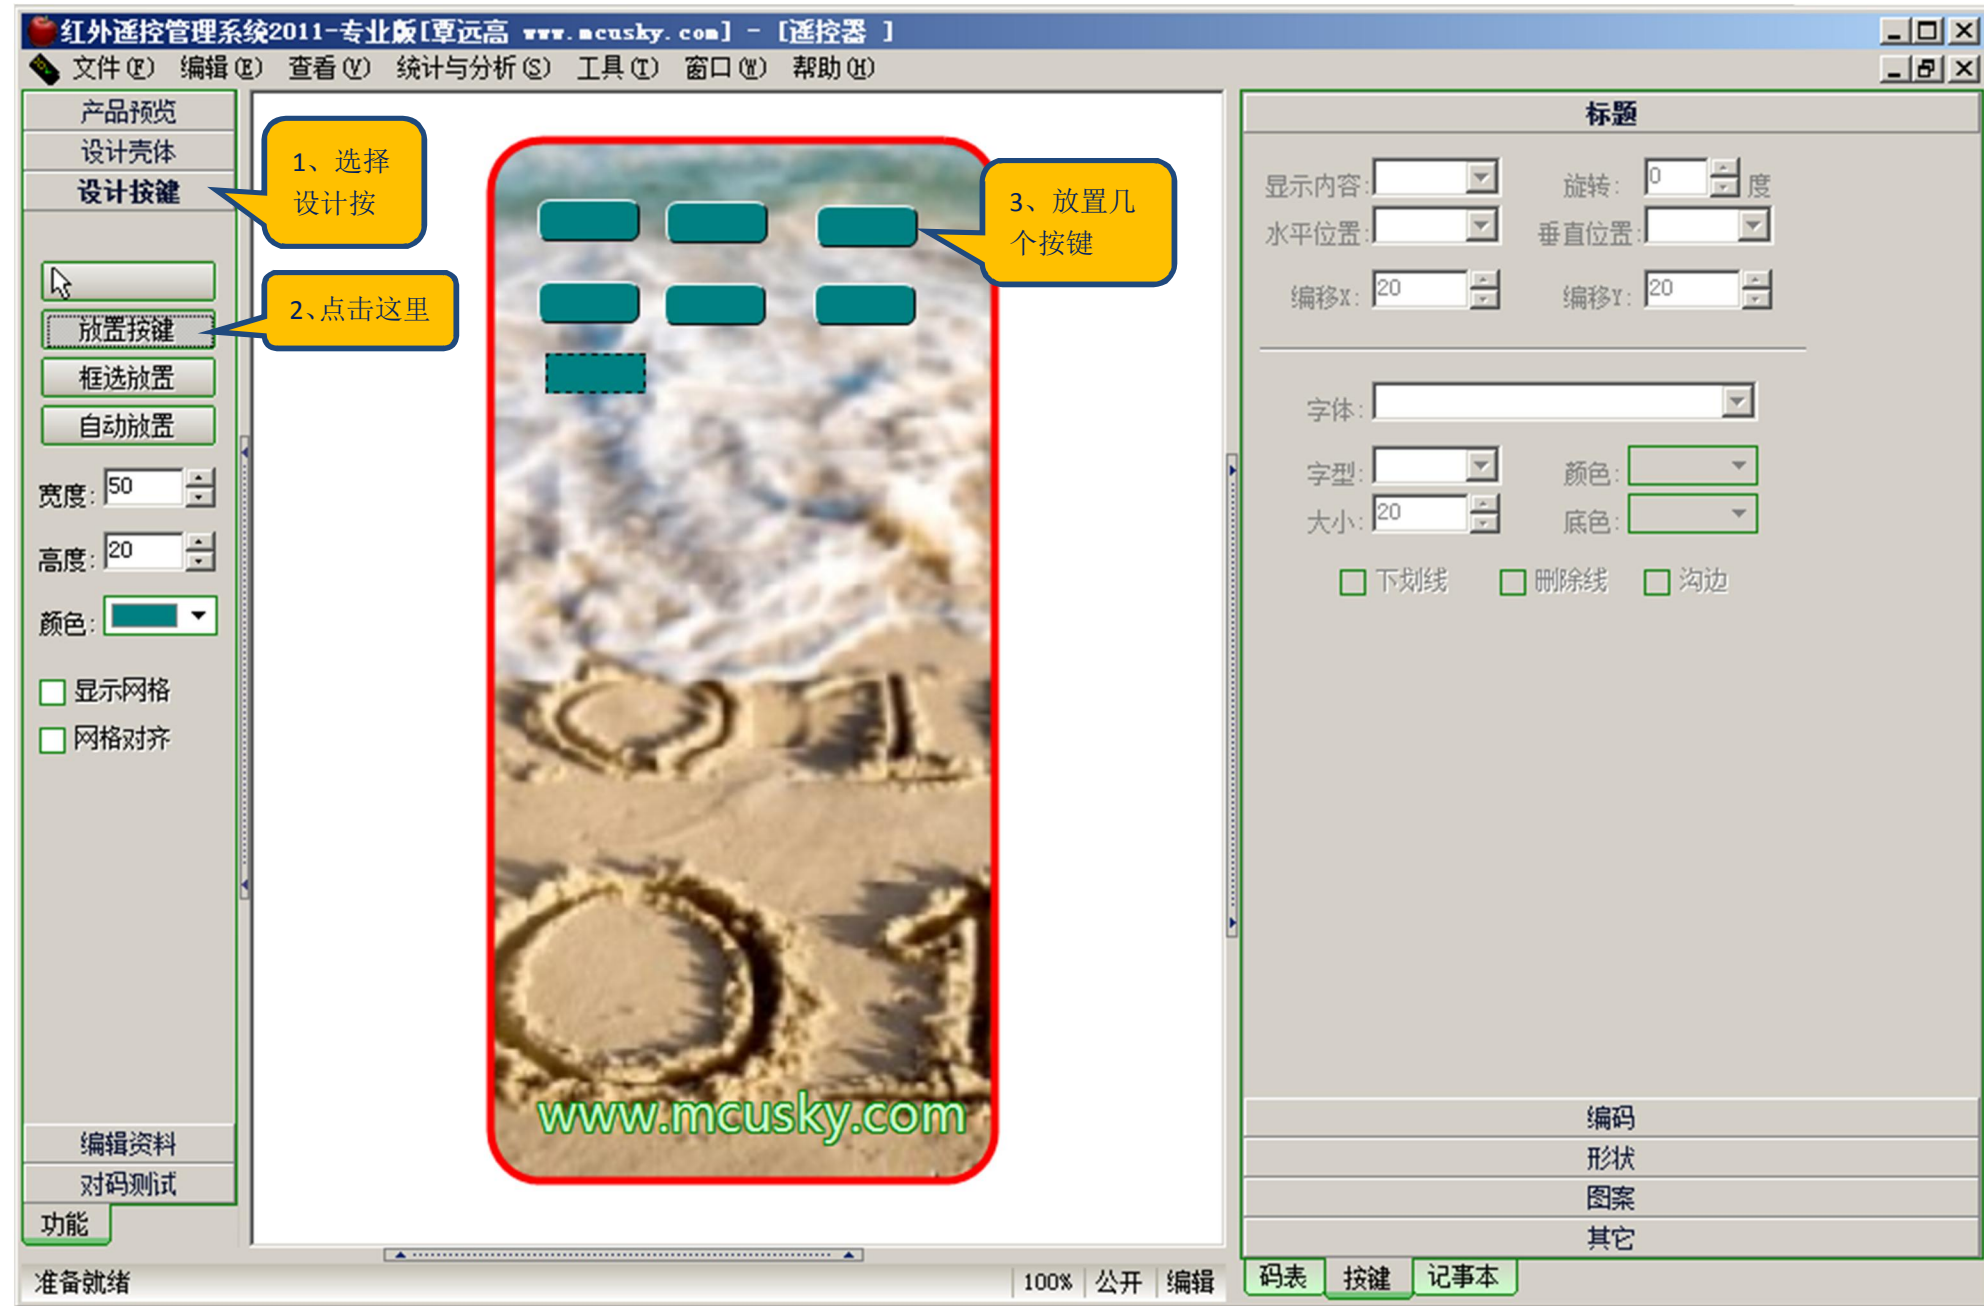 红外遥控管理系统2011-专业版[覃远高 www.mcusky.com] - [遥控器 ]
文件(F) 编辑(E) 查看(V) 统计与分析(S) 工具(T) 窗口(W) 帮助(H)
产品预览
设计壳体
设计按键
放置按键
框选放置
自动放置
宽度: 50
高度: 20
颜色:
显示网格
网格对齐
编辑资料
对码测试
功能
1、选择
设计按
2、点击这里
3、放置几
个按键
www.mcusky.com
标题
显示内容: 旋转: 0 度
水平位置: 垂直位置:
编移X: 20 编移Y: 20
字体:
字型: 颜色:
大小: 20 底色:
下划线 删除线 沟边
编码
形状
图案
其它
码表 按键 记事本
准备就绪 100% 公开 编辑